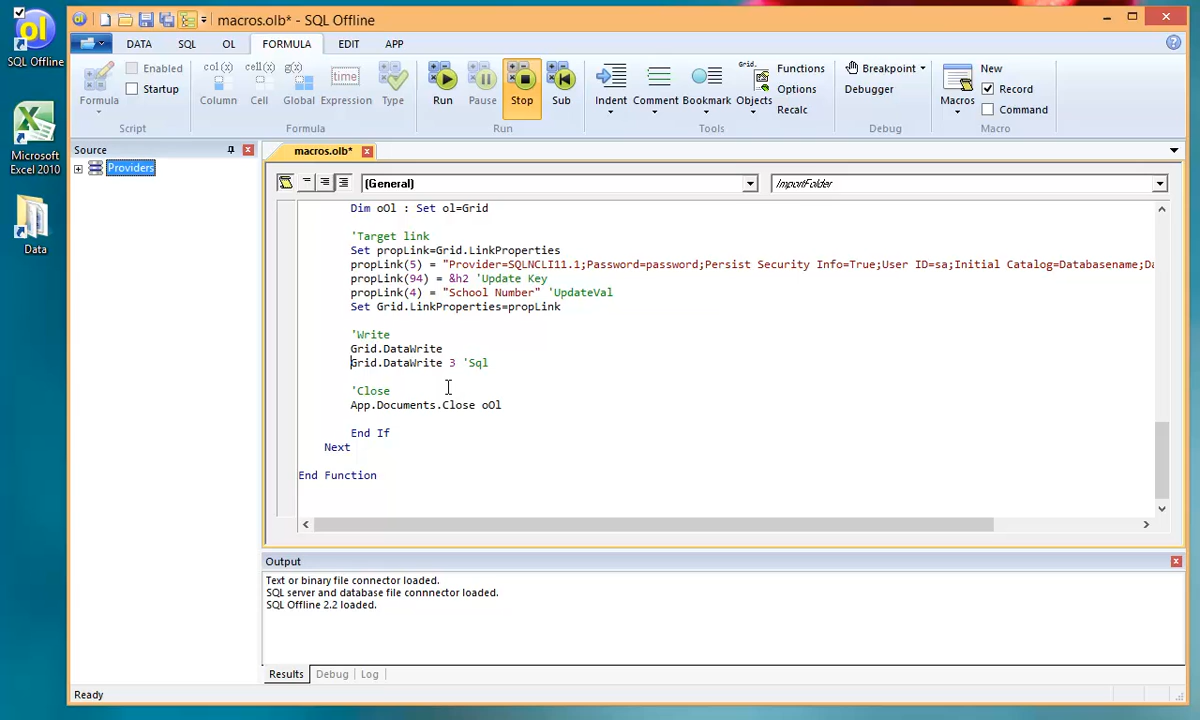 SQL Offline
Microsoft
Excel 2010
Data
macros.olb* - SQL Offline
DATA
SQL
OL
FORMULA
EDIT
APP
Formula
Enabled
Startup
Script
col(x)
Column
cell(x)
Cell
g(x)
Global
time
Expression
Type
Formula
Run
Pause
Stop
Sub
Run
Indent
Comment
Bookmark
Grid.
Objects
Functions
Options
Recalc
Tools
Breakpoint
Debugger
Debug
Macros
New
Record
Command
Macro
Source
Providers
macros.olb*
(General)
ImportFolder
Dim oOl : Set ol=Grid
'Target link
Set propLink=Grid.LinkProperties
propLink(5) = "Provider=SQLNCLI11.1;Password=password;Persist Security Info=True;User ID=sa;Initial Catalog=Databasename;Da
propLink(94) = &h2 'Update Key
propLink(4) = "School Number" 'UpdateVal
Set Grid.LinkProperties=propLink
'Write
Grid.DataWrite
Grid.DataWrite 3 'Sql
'Close
App.Documents.Close oOl
End If
Next
End Function
Output
Text or binary file connector loaded.
SQL server and database file connnector loaded.
SQL Offline 2.2 loaded.
Results
Debug
Log
Ready